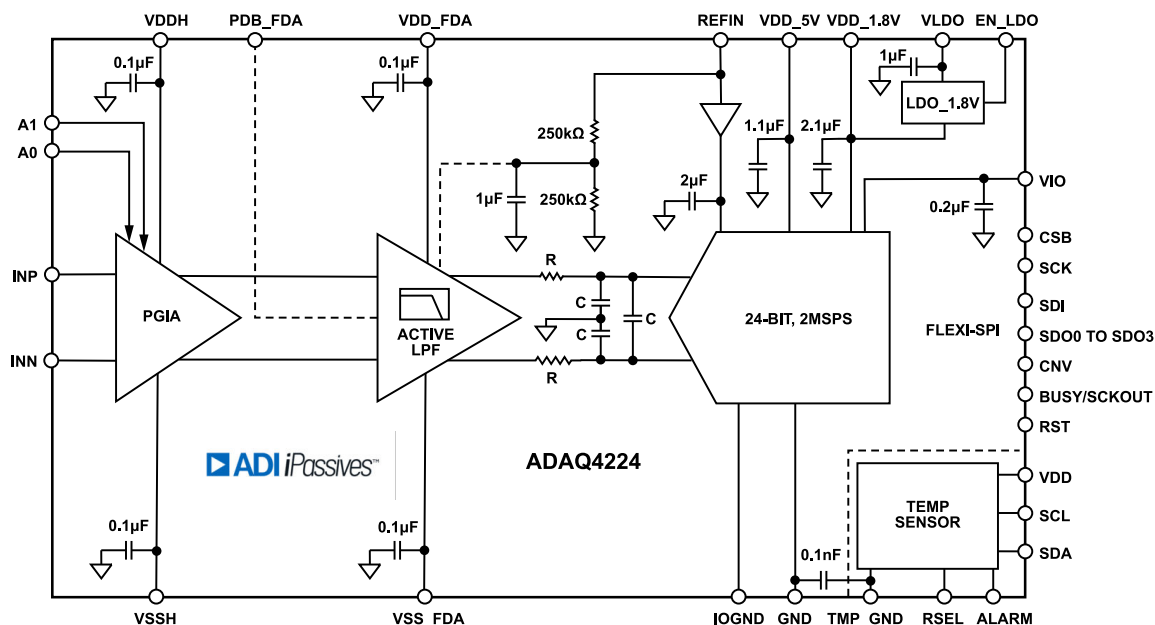 VDDH
PDB_FDA
VDD_FDA
REFIN
VDD_5V
VDD_1.8V
VLDO
EN_LDO
0.1µF
0.1µF
1µF
LDO_1.8V
A1
A0
250kΩ
1.1µF
2.1µF
1µF
250kΩ
2µF
VIO
0.2µF
CSB
SCK
SDI
SDO0 TO SDO3
CNV
BUSY/SCKOUT
RST
FLEXI-SPI
INP
INN
PGIA
ACTIVE
LPF
R
C
C
C
R
24-BIT, 2MSPS
ADI iPassives™
ADAQ4224
TEMP
SENSOR
VDD
SCL
SDA
0.1µF
0.1µF
0.1nF
VSSH
VSS_FDA
IOGND
GND
TMP_GND
RSEL
ALARM